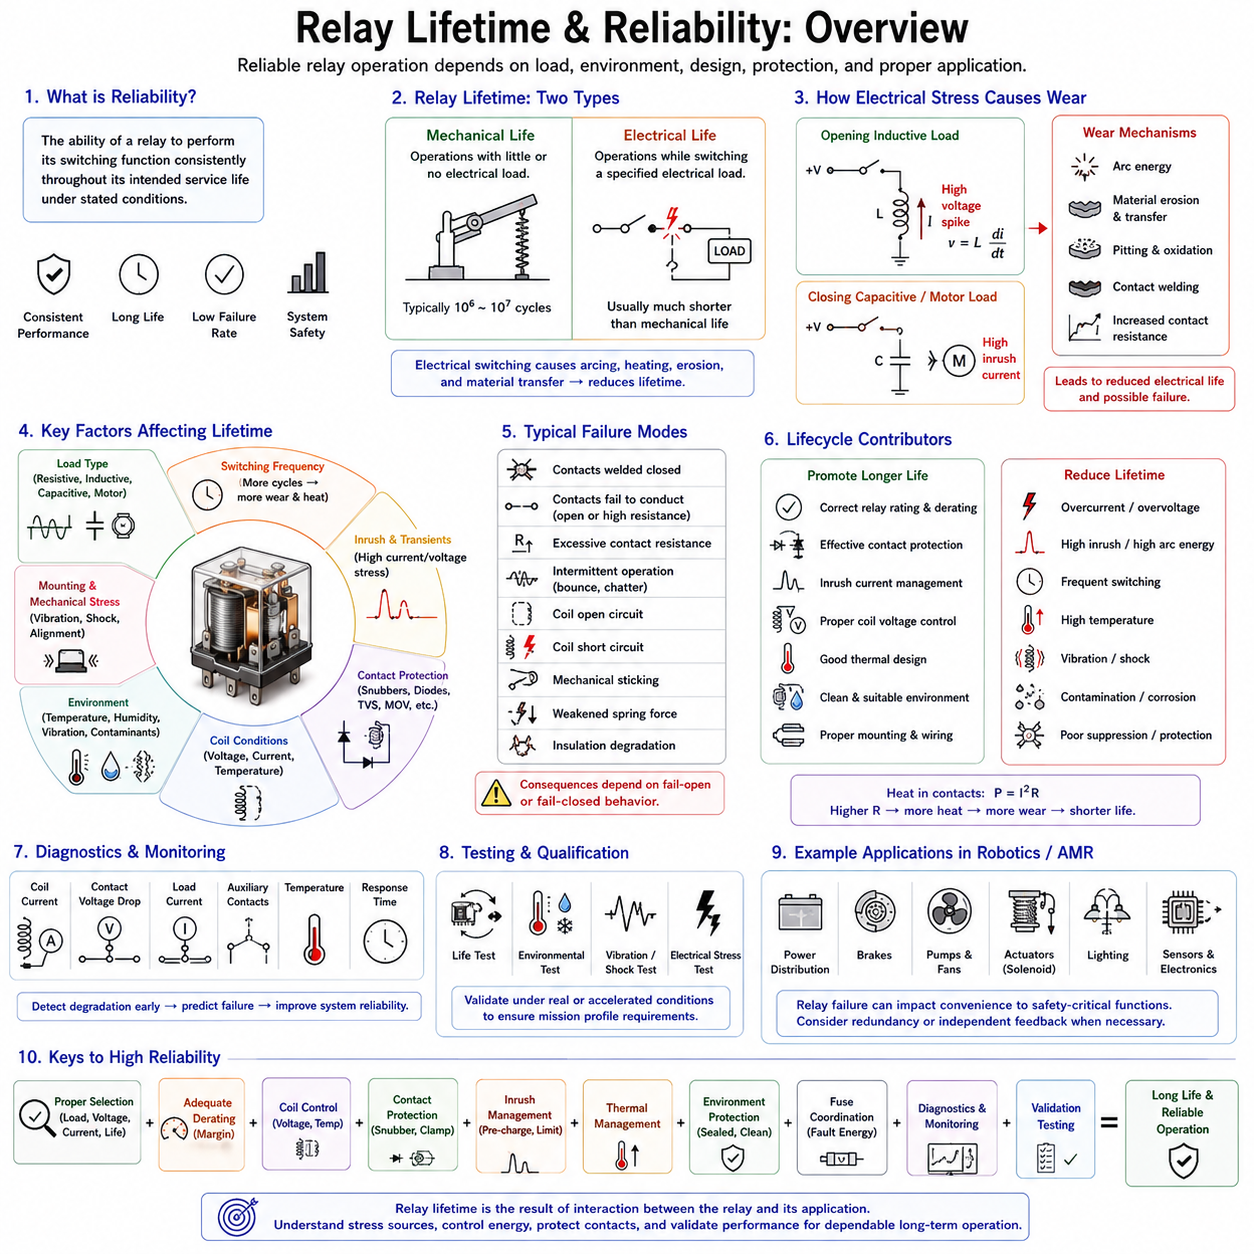 Relay Lifetime & Reliability: Overview
Reliable relay operation depends on load, environment, design, protection, and proper application.
1. What is Reliability?
The ability of a relay to perform
its switching function consistently
throughout its intended service life
under stated conditions.
Consistent
Performance
Long Life
Low Failure
Rate
System
Safety
2. Relay Lifetime: Two Types
Mechanical Life
Operations with little or
no electrical load.
Typically 10⁶ ~ 10⁷ cycles
Electrical Life
Operations while switching
a specified electrical load.
LOAD
Usually much shorter
than mechanical life
Electrical switching causes arcing, heating, erosion,
and material transfer → reduces lifetime.
3. How Electrical Stress Causes Wear
Opening Inductive Load
+V
L
I
High
voltage
spike
v = L di/dt
Closing Capacitive / Motor Load
+V
C
M
High
inrush
current
Wear Mechanisms
Arc energy
Material erosion
& transfer
Pitting & oxidation
Contact welding
Increased contact
resistance
Leads to reduced electrical life
and possible failure.
4. Key Factors Affecting Lifetime
Load Type
(Resistive, Inductive,
Capacitive, Motor)
Switching Frequency
(More cycles →
more wear & heat)
Inrush & Transients
(High current/voltage
stress)
Mounting &
Mechanical Stress
(Vibration, Shock,
Alignment)
Contact Protection
(Snubbers, Diodes,
TVS, MOV, etc.)
Environment
(Temperature, Humidity,
Vibration, Contaminants)
Coil Conditions
(Voltage, Current,
Temperature)
5. Typical Failure Modes
Contacts welded closed
Contacts fail to conduct
(open or high resistance)
R↑
Excessive contact resistance
Intermittent operation
(bounce, chatter)
Coil open circuit
Coil short circuit
Mechanical sticking
Weakened spring force
Insulation degradation
Consequences depend on fail-open
or fail-closed behavior.
6. Lifecycle Contributors
Promote Longer Life
Correct relay rating & derating
Effective contact protection
Inrush current management
Proper coil voltage control
Good thermal design
Clean & suitable environment
Proper mounting & wiring
Reduce Lifetime
Overcurrent / overvoltage
High inrush / high arc energy
Frequent switching
High temperature
Vibration / shock
Contamination / corrosion
Poor suppression / protection
Heat in contacts: P = I²R
Higher R → more heat → more wear → shorter life.
7. Diagnostics & Monitoring
Coil
Current
A
Contact
Voltage Drop
V
Load
Current
I
Auxiliary
Contacts
Temperature
Response
Time
Detect degradation early → predict failure → improve system reliability.
8. Testing & Qualification
Life Test
Environmental
Test
Vibration /
Shock Test
Electrical Stress
Test
Validate under real or accelerated conditions
to ensure mission profile requirements.
9. Example Applications in Robotics / AMR
Power
Distribution
Brakes
Pumps &
Fans
Actuators
(Solenoid)
Lighting
Sensors &
Electronics
Relay failure can impact convenience to safety-critical functions.
Consider redundancy or independent feedback when necessary.
10. Keys to High Reliability
Proper Selection
(Load, Voltage,
Current, Life)
+
Adequate
Derating
(Margin)
+
Coil Control
(Voltage, Temp)
+
Contact
Protection
(Snubber, Clamp)
+
Inrush
Management
(Pre-charge, Limit)
+
Thermal
Management
+
Environment
Protection
(Sealed, Clean)
+
Fuse
Coordination
(Fault Energy)
+
Diagnostics &
Monitoring
+
Validation
Testing
=
Long Life &
Reliable
Operation
Relay lifetime is the result of interaction between the relay and its application.
Understand stress sources, control energy, protect contacts, and validate performance for dependable long-term operation.